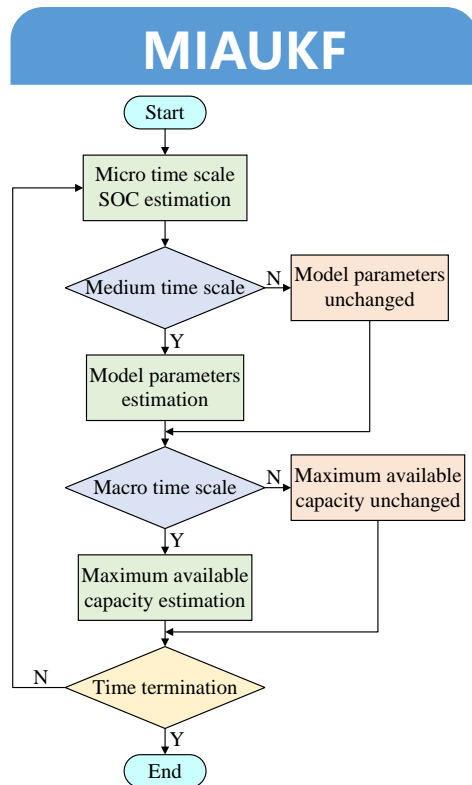 MIAUKF
Start
Micro time scale
SOC estimation
Medium time scale
N
Model parameters
unchanged
Y
Model parameters
estimation
Macro time scale
N
Maximum available
capacity unchanged
Y
Maximum available
capacity estimation
N
Time termination
Y
End